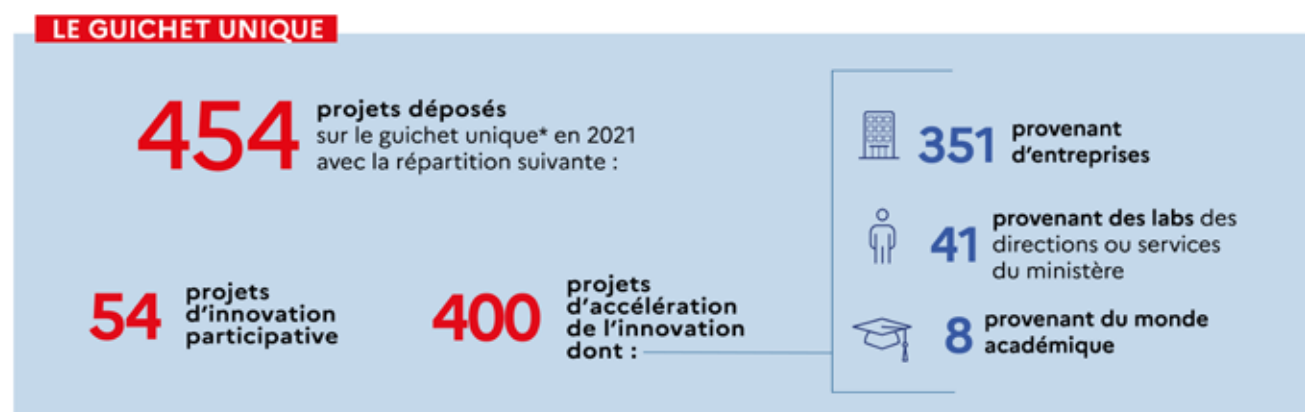 LE GUICHET UNIQUE
454
projets déposés
sur le guichet unique* en 2021
avec la répartition suivante :
54
projets
d'innovation
participative
400
projets
d'accélération
de l'innovation
dont :
351
provenant
d'entreprises
41
provenant des labs des
directions ou services
du ministère
8
provenant du monde
académique